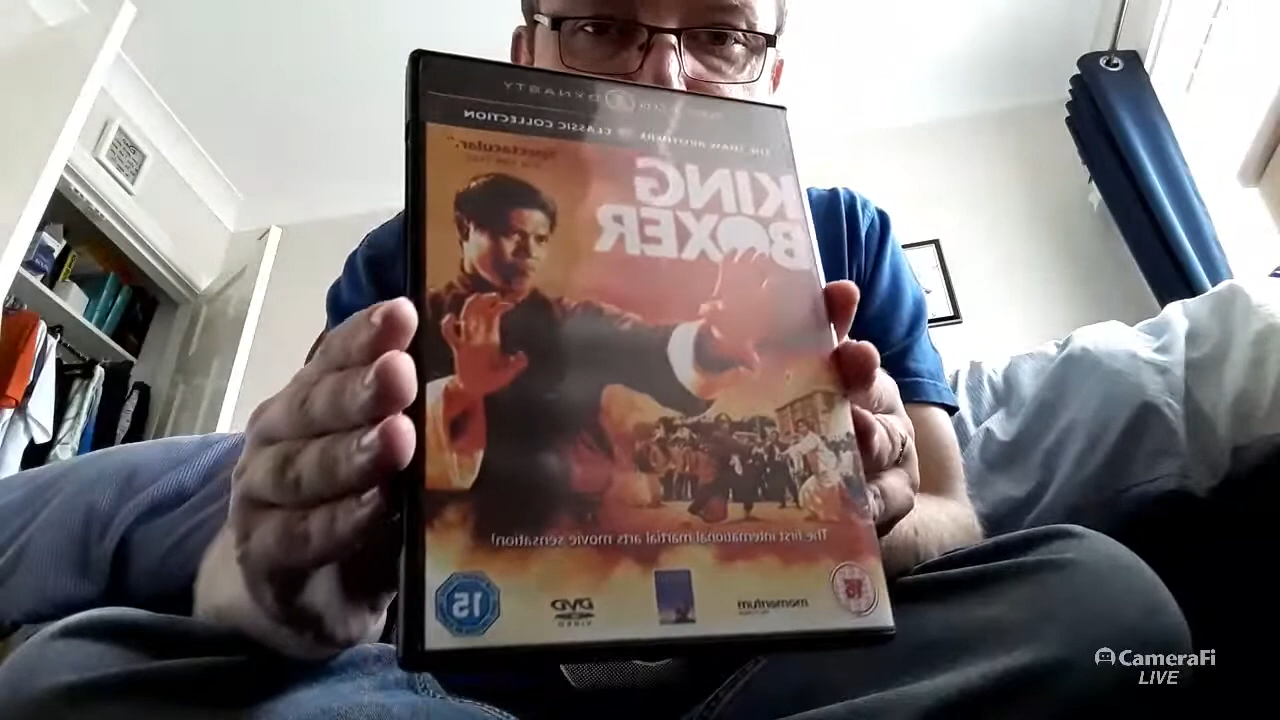 DYNASTY
THE SHAW BROTHERS CLASSIC COLLECTION
"Spectacular."
KING
BOXER
The first international martial arts movie sensation!
15
DVD
VIDEO
momentum
15
CameraFi
LIVE